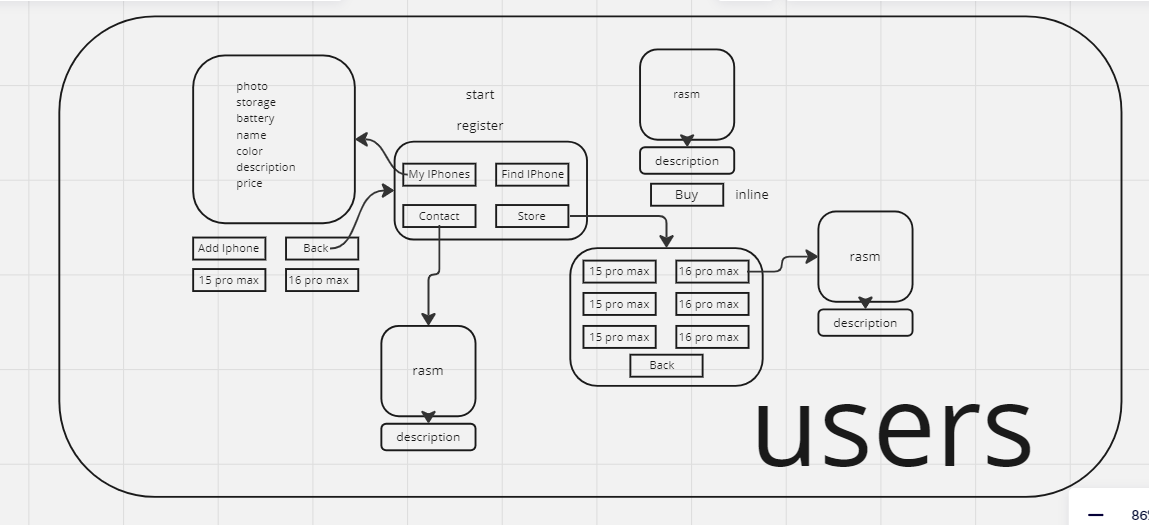 photo
storage
battery
name
color
description
price
Add Iphone
Back
15 pro max
16 pro max
start
register
My IPhones
Find IPhone
Contact
Store
rasm
description
rasm
description
Buy
inline
15 pro max
16 pro max
15 pro max
16 pro max
15 pro max
16 pro max
Back
rasm
description
users